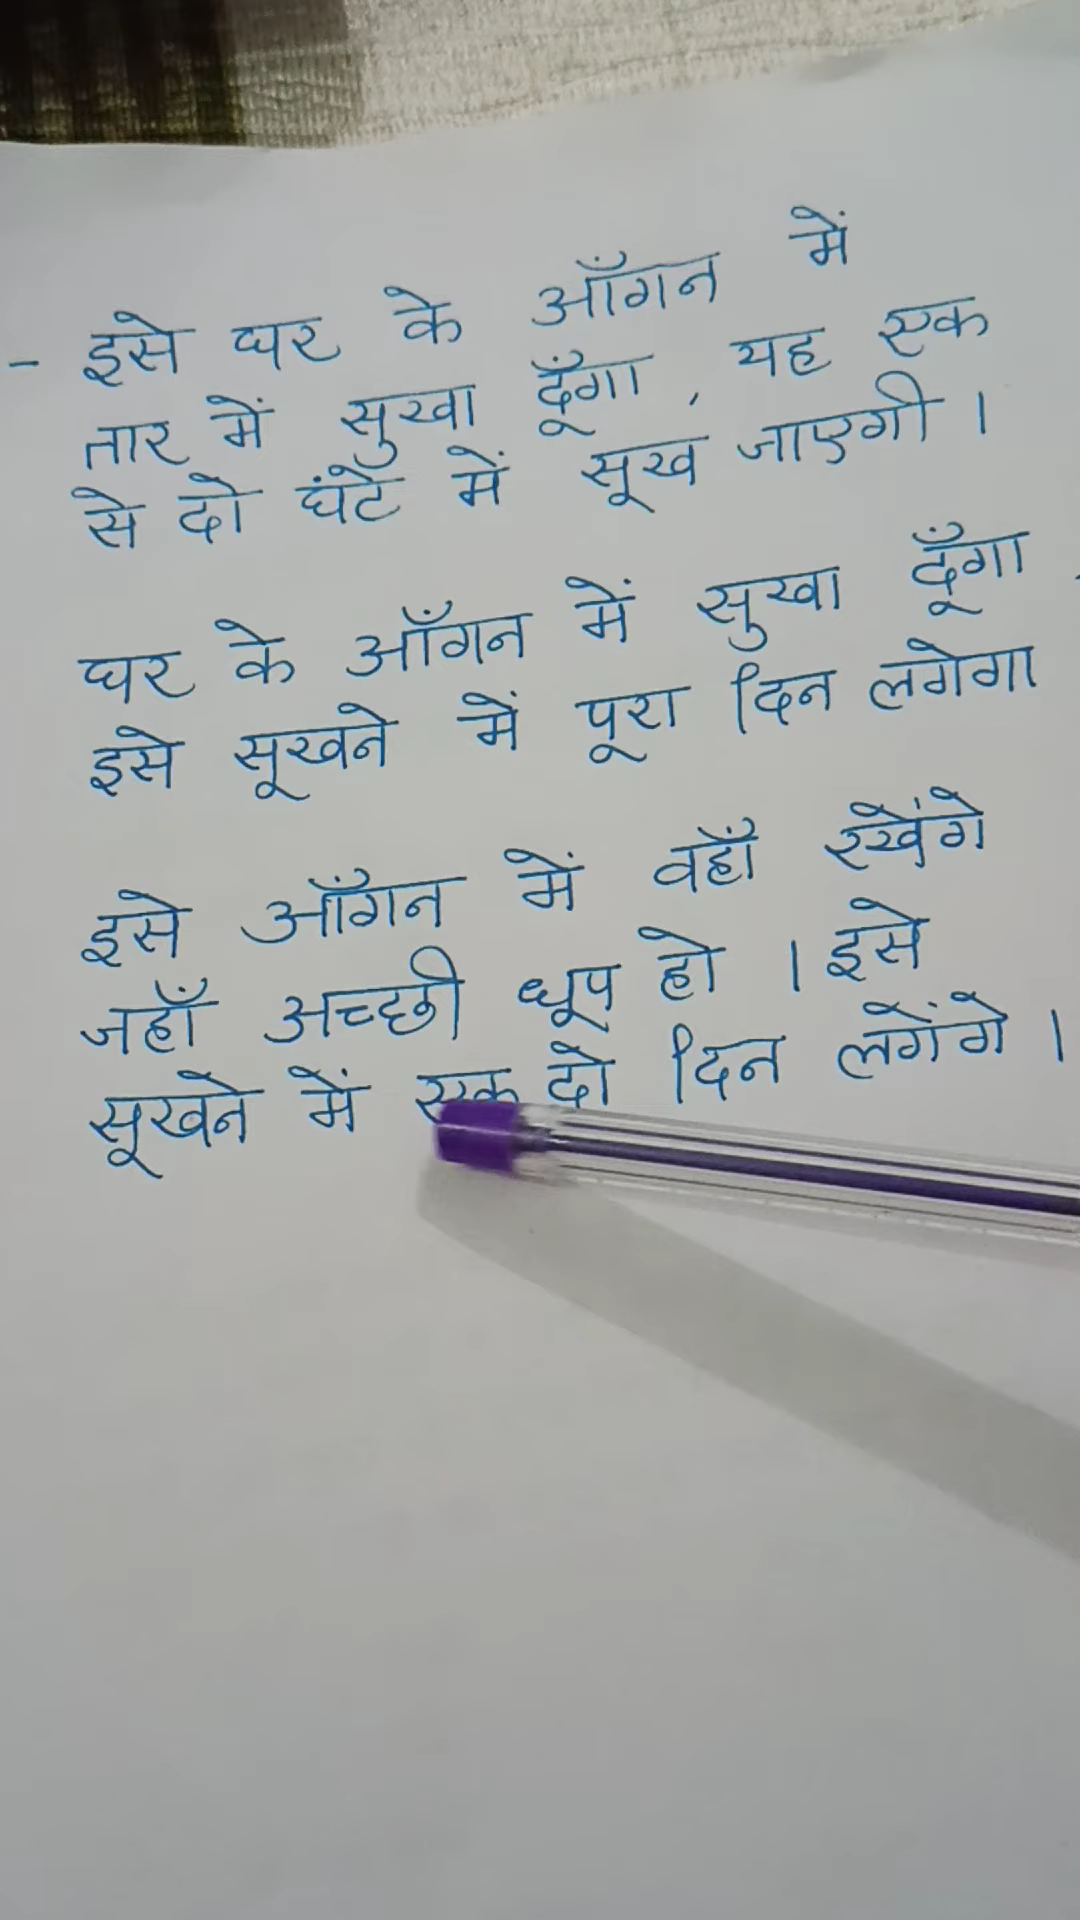 - इसे घर के आँगन में
तार में सुखा दूँगा, यह एक
से दो घंटे में सूख जाएगी।
घर के आँगन में सुखा दूँगा,
इसे सूखने में पूरा दिन लगेगा
इसे आँगन में वहाँ रखेंगे
जहाँ अच्छी धूप हो । इसे
सूखने में एक दो दिन लगेंगे ।